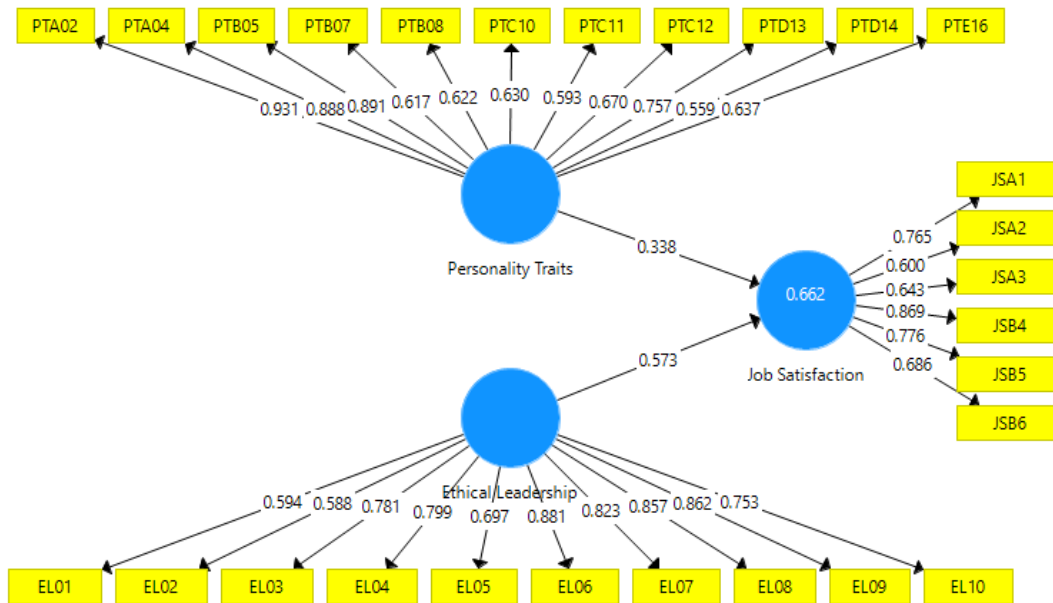 PTA02 PTA04 PTB05 PTB07 PTB08 PTC10 PTC11 PTC12 PTD13 PTD14 PTE16
0.931 0.888 0.891 0.617 0.622 0.630 0.593 0.670 0.757 0.559 0.637
Personality Traits
0.338
JSA1
0.765
JSA2
0.600
JSA3
0.643
0.662
0.869
JSB4
0.776
JSB5
0.686
JSB6
Job Satisfaction
0.573
Ethical Leadership
0.594 0.588 0.781 0.799 0.697 0.881 0.823 0.857 0.862 0.753
EL01 EL02 EL03 EL04 EL05 EL06 EL07 EL08 EL09 EL10